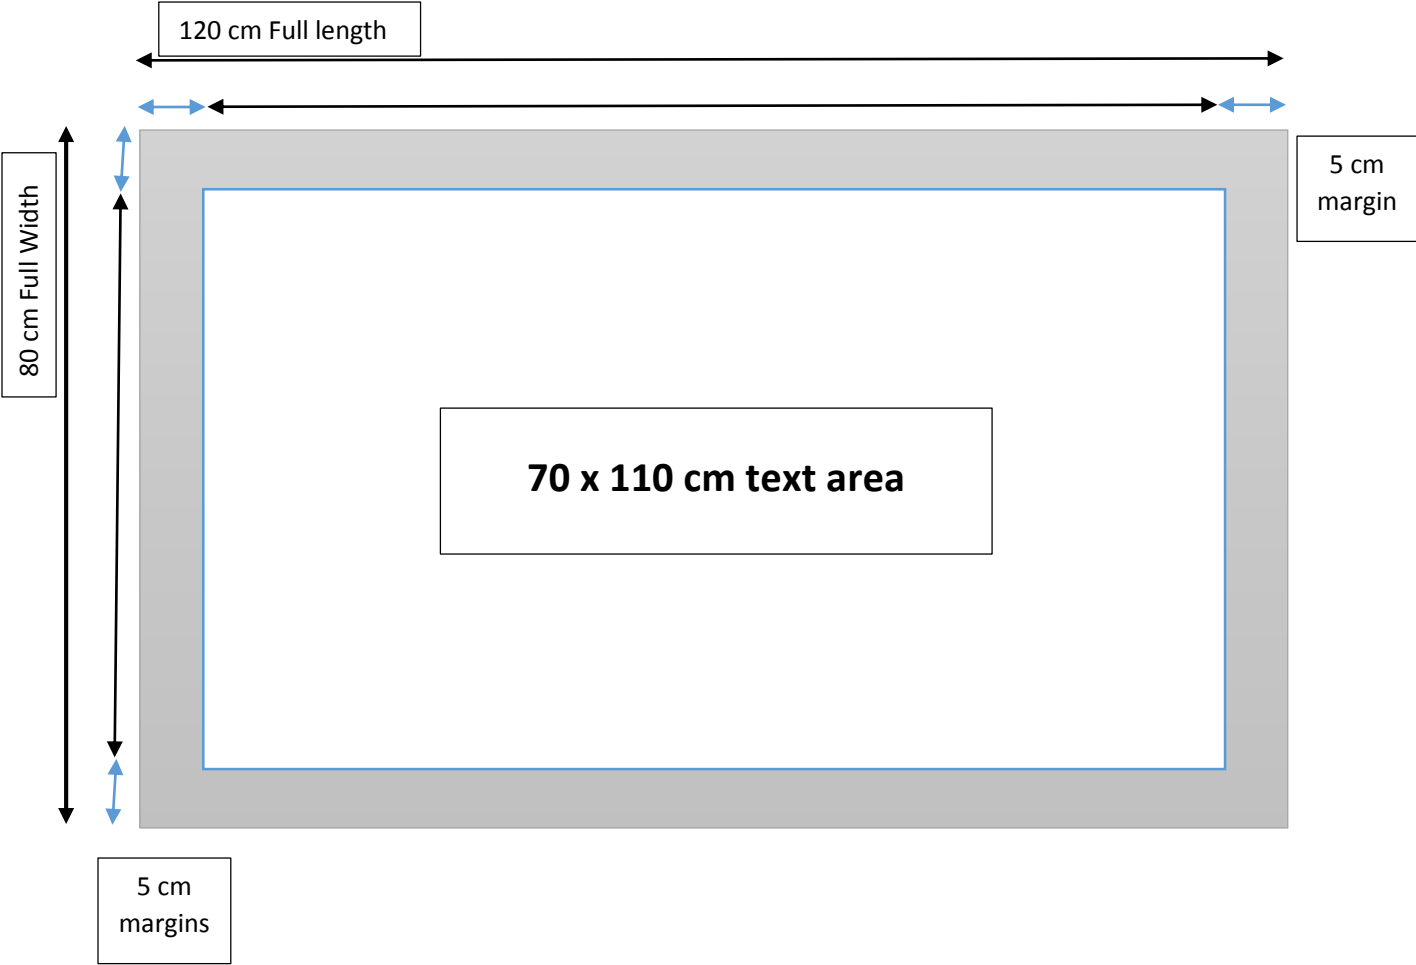 120 cm Full length
5 cm
margin
80 cm Full Width
70 x 110 cm text area
5 cm
margins